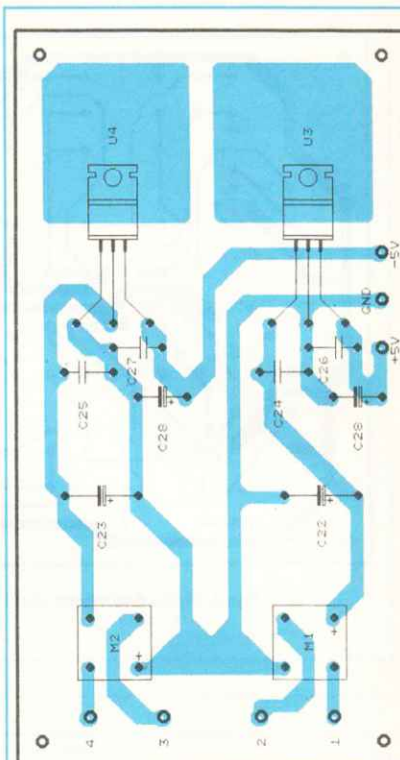 U4
U3
-5V
GND
+5V
C27
C26
C25
C24
C28
C28
C23
C22
M2
M1
+
+
+
+
+
+
4
3
2
1